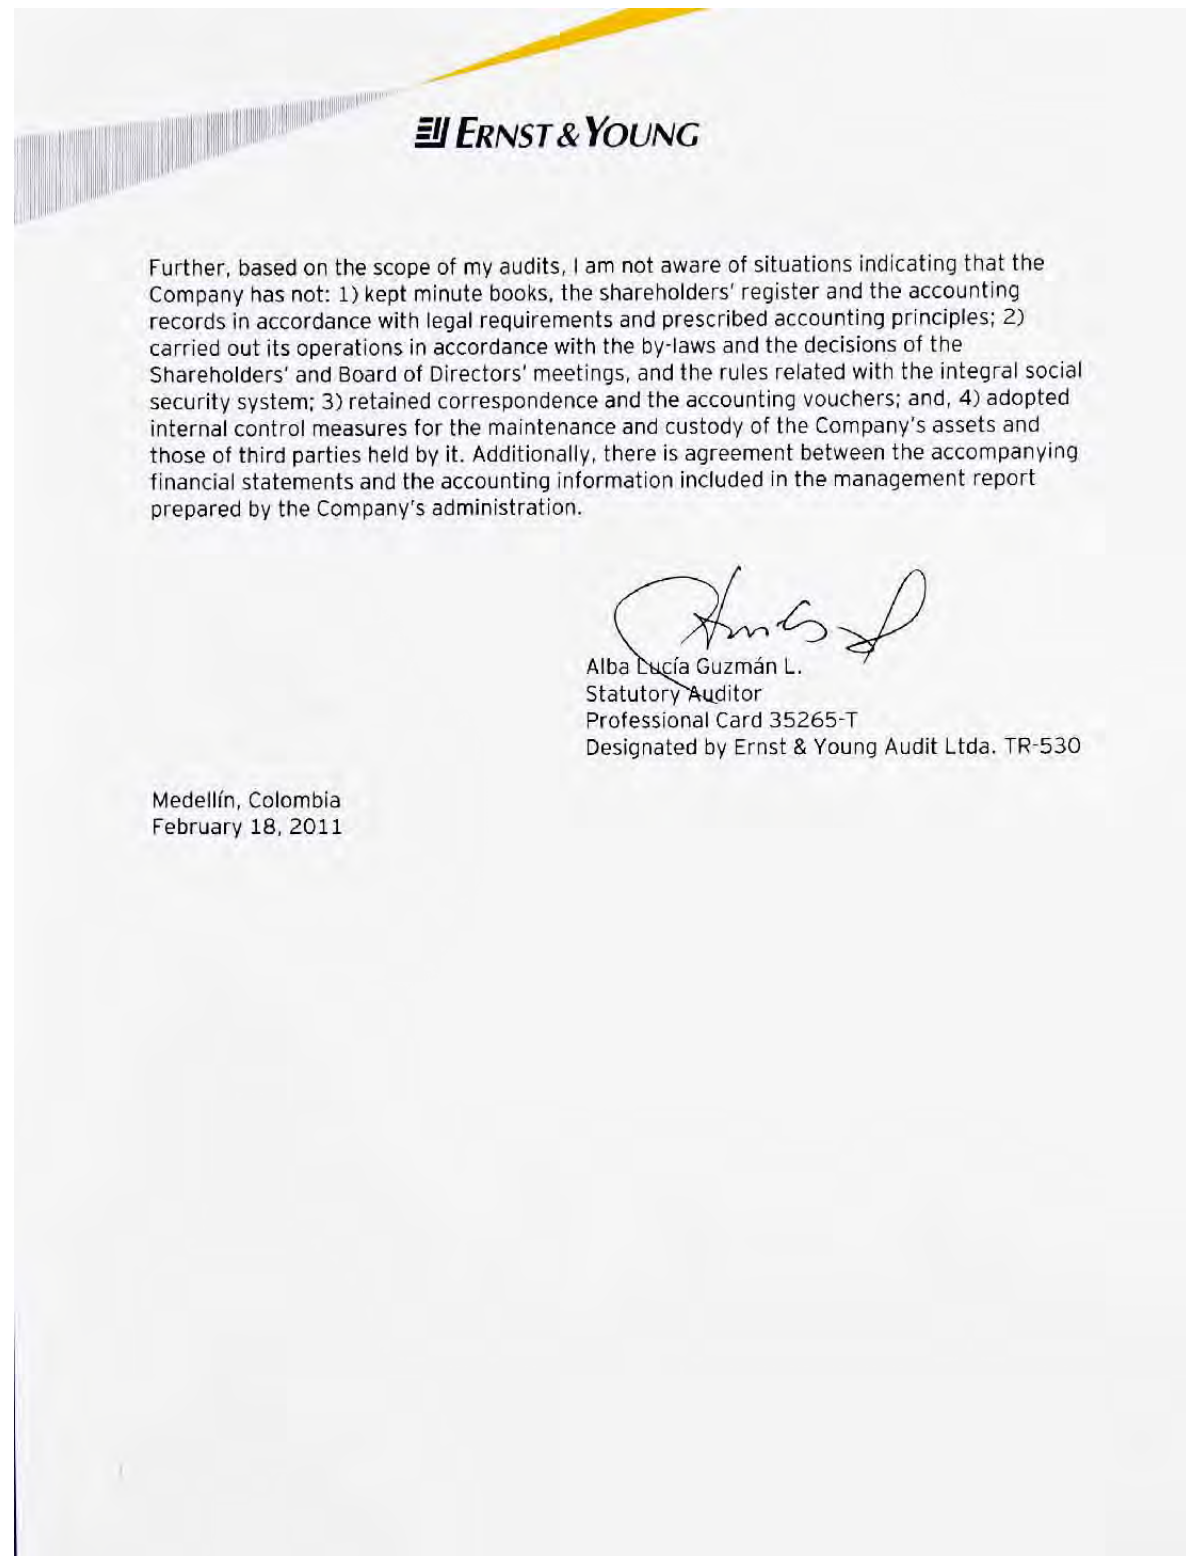 ERNST & YOUNG
Further, based on the scope of my audits, I am not aware of situations indicating that the
Company has not: 1) kept minute books, the shareholders' register and the accounting
records in accordance with legal requirements and prescribed accounting principles; 2)
carried out its operations in accordance with the by-laws and the decisions of the
Shareholders' and Board of Directors' meetings, and the rules related with the integral social
security system; 3) retained correspondence and the accounting vouchers; and, 4) adopted
internal control measures for the maintenance and custody of the Company's assets and
those of third parties held by it. Additionally, there is agreement between the accompanying
financial statements and the accounting information included in the management report
prepared by the Company's administration.
Alba Lucía Guzmán L.
Statutory Auditor
Professional Card 35265-T
Designated by Ernst & Young Audit Ltda. TR-530
Medellín, Colombia
February 18, 2011